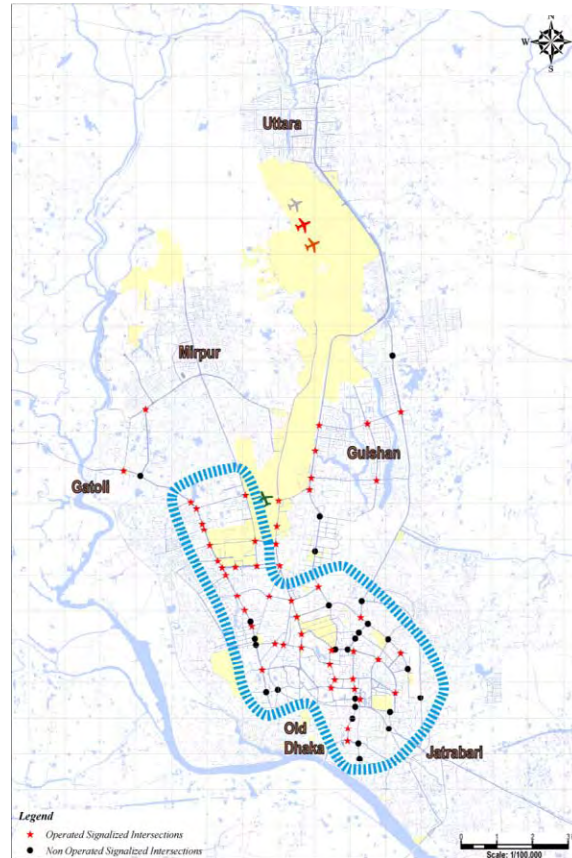 N
W
E
S
Uttara
Mirpur
Gulshan
Gatoli
Old
Dhaka
Jatrabari
Legend
Operated Signalized Intersections
Non Operated Signalized Intersections
0 1 2 3
Scale: 1/100,000